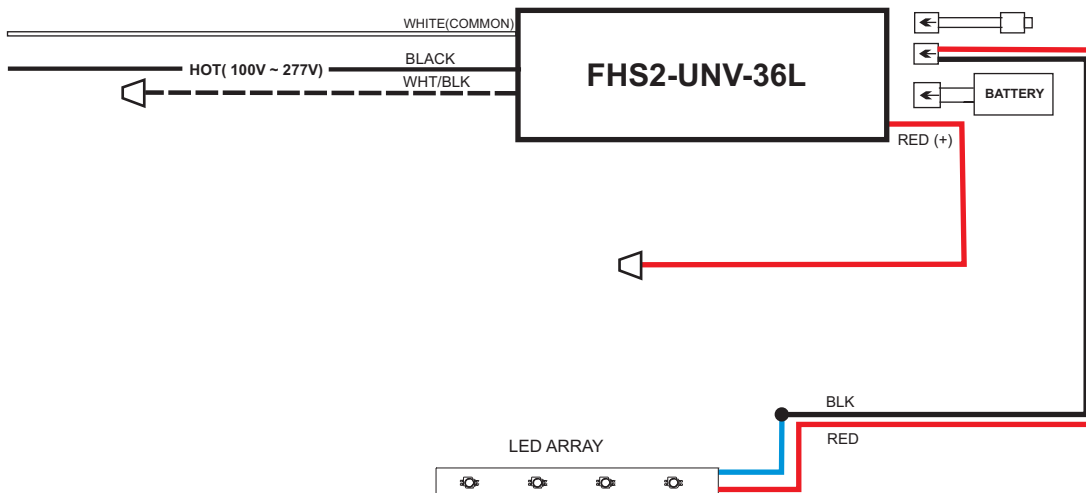 WHITE(COMMON)
BLACK
HOT( 100V ~ 277V)
WHT/BLK
FHS2-UNV-36L
BATTERY
RED (+)
BLK
RED
LED ARRAY